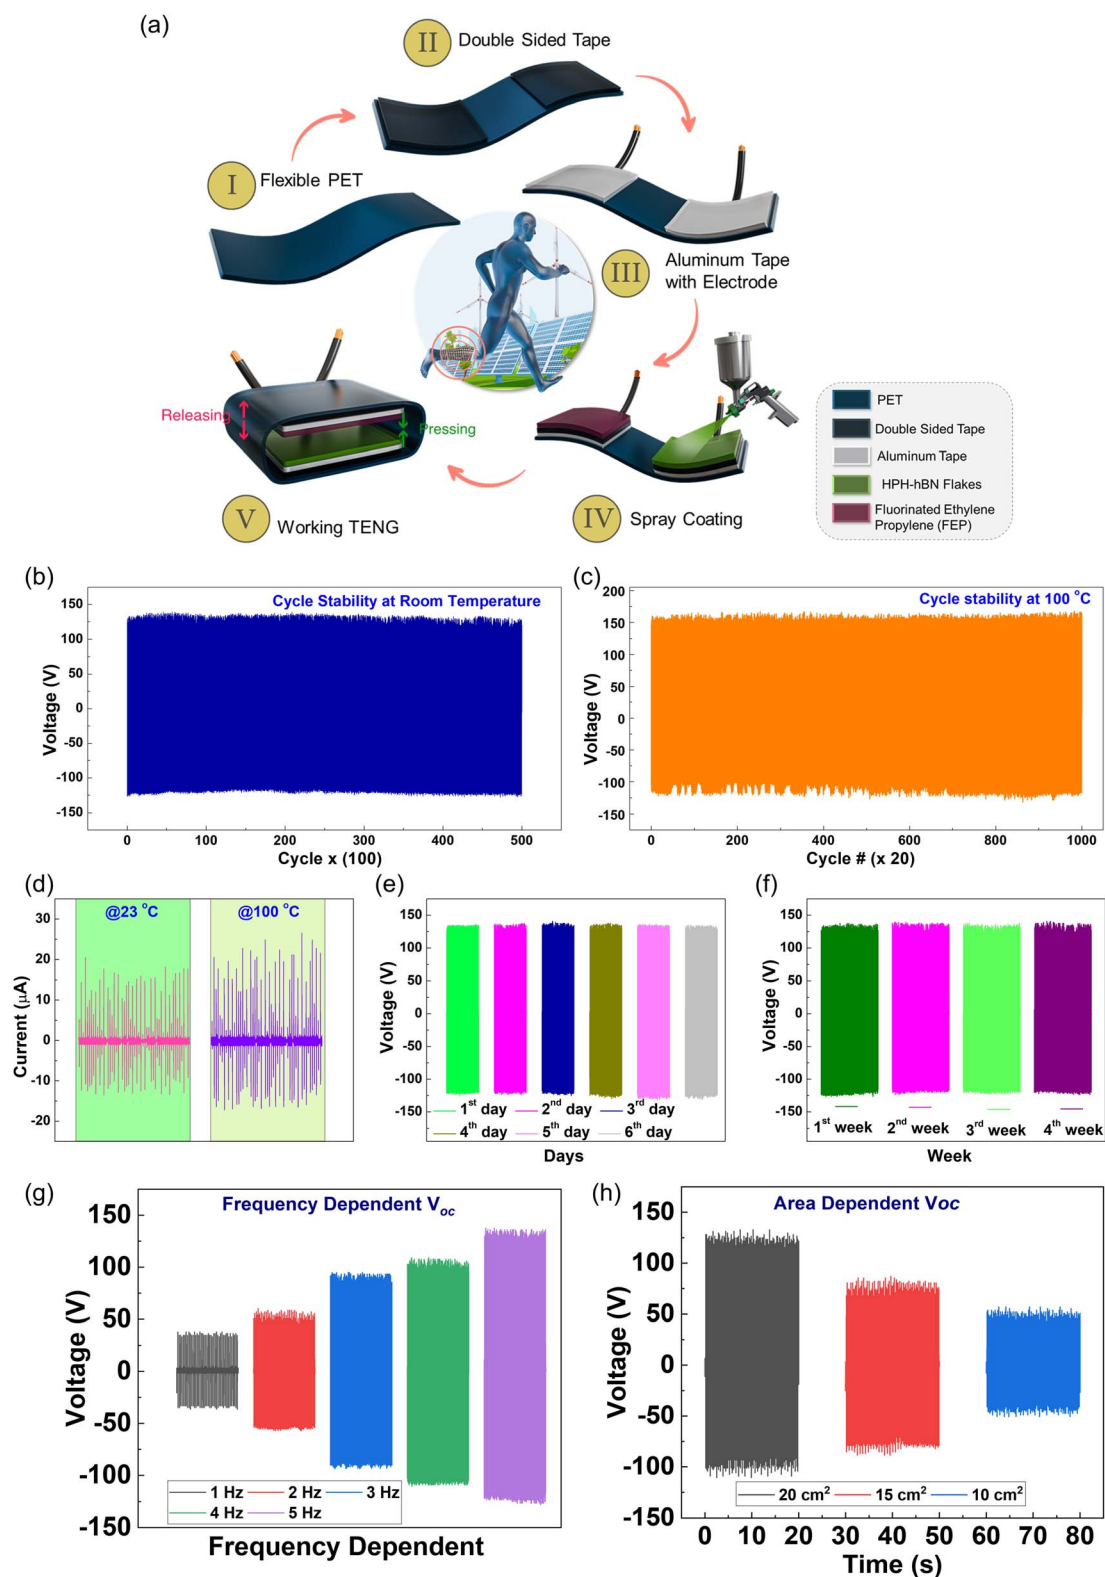 (a)
II
Double Sided Tape
I
Flexible PET
III
Aluminum Tape
with Electrode
Releasing
Pressing
V
Working TENG
IV
Spray Coating
PET
Double Sided Tape
Aluminum Tape
HPH-hBN Flakes
Fluorinated Ethylene
Propylene (FEP)
(b)
Cycle Stability at Room Temperature
Voltage (V)
150
100
50
0
-50
-100
-150
0 100 200 300 400 500
Cycle x (100)
(c)
Cycle stability at 100 °C
Voltage (V)
200
150
100
50
0
-50
-100
-150
0 200 400 600 800 1000
Cycle # (x 20)
(d)
@23 °C
@100 °C
Current (µA)
30
20
10
0
-10
-20
(e)
Voltage (V)
150
100
50
0
-50
-100
-150
1st day 2nd day 3rd day
4th day 5th day 6th day
Days
(f)
Voltage (V)
150
100
50
0
-50
-100
-150
1st week 2nd week 3rd week 4th week
Week
(g)
Frequency Dependent Voc
Voltage (V)
150
100
50
0
-50
-100
-150
1 Hz 2 Hz 3 Hz
4 Hz 5 Hz
Frequency Dependent
(h)
Area Dependent Voc
Voltage (V)
150
100
50
0
-50
-100
-150
20 cm² 15 cm² 10 cm²
0 10 20 30 40 50 60 70 80
Time (s)